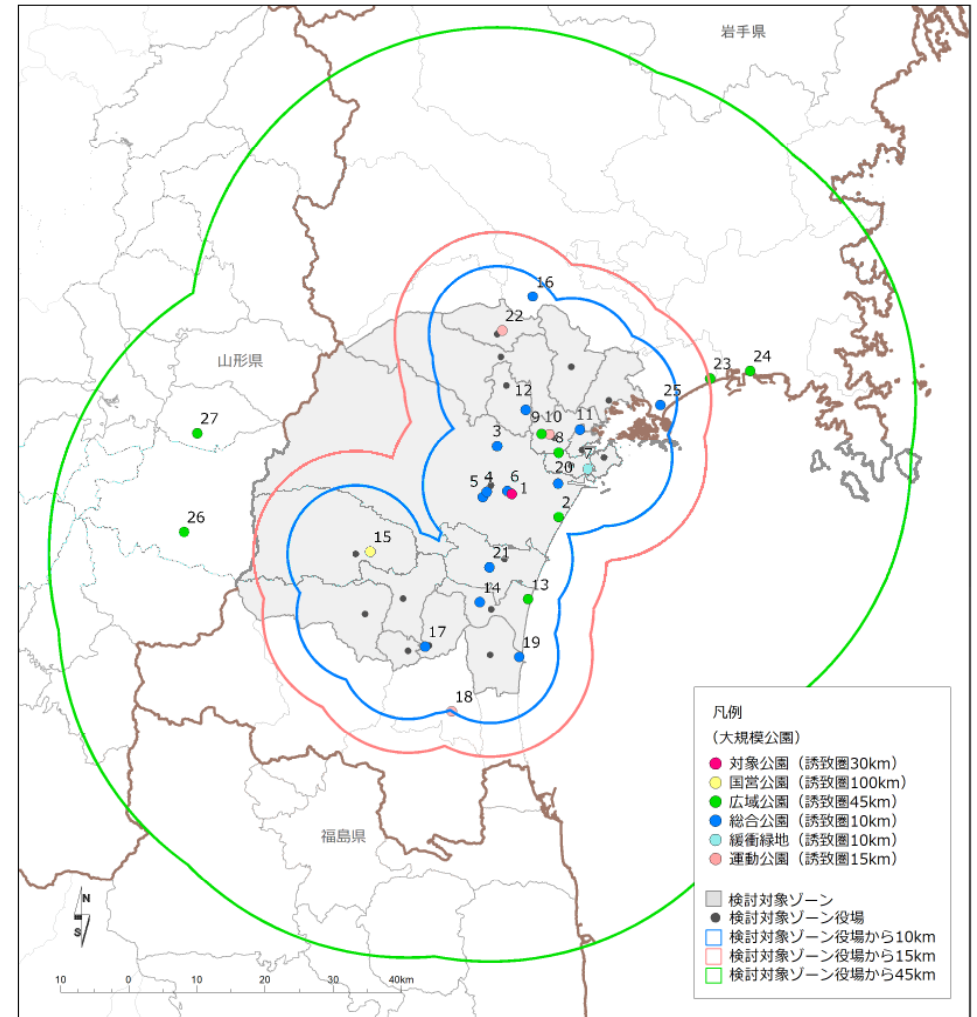 岩手県
16
22
山形県
23
24
25
12
27
9
10
11
3
8
7
20
4
6
5
1
2
26
15
21
14
13
17
19
18
凡例
(大規模公園)
対象公園(誘致圏30km)
国営公園(誘致圏100km)
広域公園(誘致圏45km)
総合公園(誘致圏10km)
緩衝緑地(誘致圏10km)
運動公園(誘致圏15km)
福島県
検討対象ゾーン
検討対象ゾーン役場
検討対象ゾーン役場から10km
検討対象ゾーン役場から15km
検討対象ゾーン役場から45km
N
S
10 0 10 20 30 40km